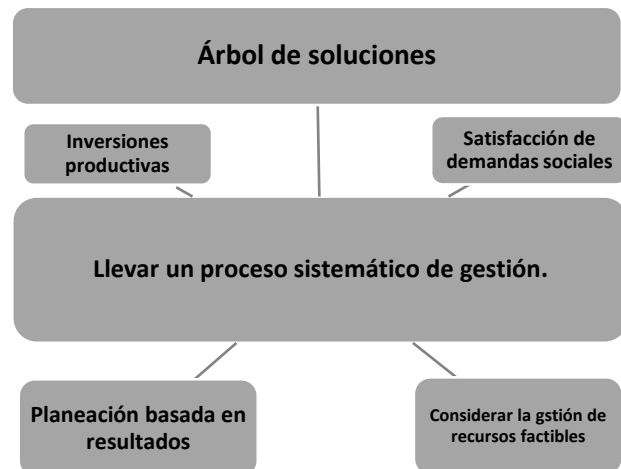 Árbol de soluciones
Inversiones
productivas
Satisfacción de
demandas sociales
Llevar un proceso sistemático de gestión.
Planeación basada en
resultados
Considerar la gstión de
recursos factibles